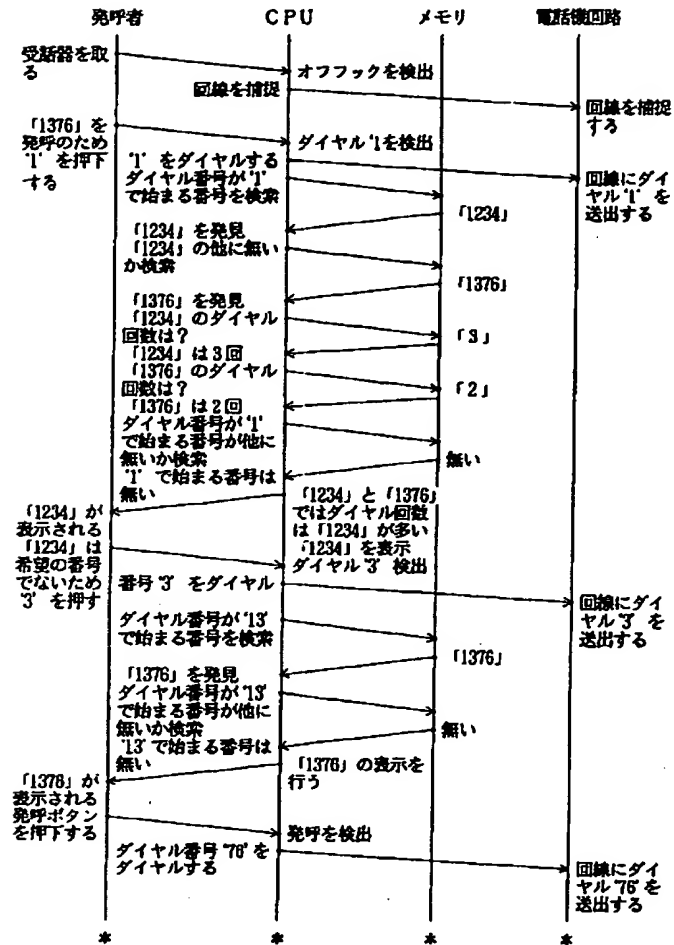 発呼者 CPU メモリ 電話機回路
受話器を取
る
オフフックを検出
回線を捕捉
回線を捕捉
する
「1376」を
発呼のため
'1' を押下
する
ダイヤル'1を検出
'1' をダイヤルする
ダイヤル番号が'1'
で始まる番号を検索
回線にダイ
ヤル'1' を
送出する
「1234」
「1234」を発見
「1234」の他に無い
か検索
「1376」
「1376」を発見
「1234」のダイヤル
回数は?
「3」
「1234」は3回
「1376」のダイヤル
回数は?
「2」
「1376」は2回
ダイヤル番号が'1'
で始まる番号が他に
無いか検索
無い
'1' で始まる番号は
無い
「1234」と「1376」
ではダイヤル回数
は「1234」が多い
「1234」を表示
「1234」が
表示される
「1234」は
希望の番号
でないため
'3' を押す
ダイヤル'3' 検出
番号'3' をダイヤル
回線にダイ
ヤル'3' を
送出する
ダイヤル番号が'13'
で始まる番号を検索
「1376」
「1376」を発見
ダイヤル番号が'13'
で始まる番号が他に
無いか検索
無い
'13'で始まる番号は
無い
「1376」の表示を
行う
「1376」が
表示される
発呼ボタン
を押下する
発呼を検出
ダイヤル番号'76'を
ダイヤルする
回線にダイ
ヤル'76'を
送出する
* * * *